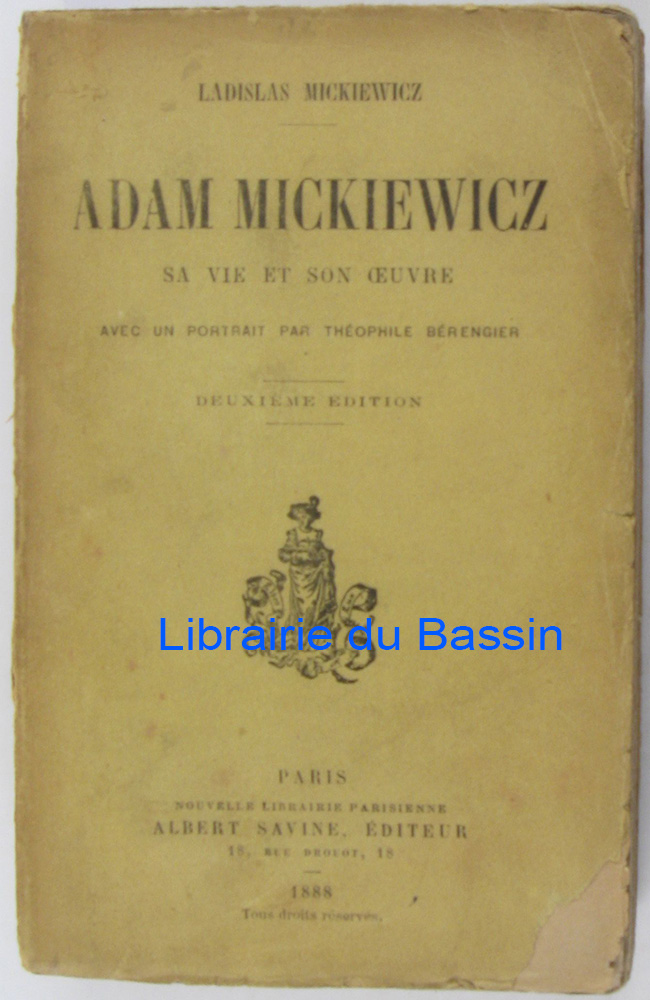 LADISLAS MICKIEWICZ
ADAM MICKIEWICZ
SA VIE ET SON ŒUVRE
AVEC UN PORTRAIT PAR THÉOPHILE BÉRENGIER
DEUXIÈME ÉDITION
Librairie du Bassin
PARIS
NOUVELLE LIBRAIRIE PARISIENNE
ALBERT SAVINE, ÉDITEUR
18, RUE DROUOT, 18
1888
Tous droits réservés.